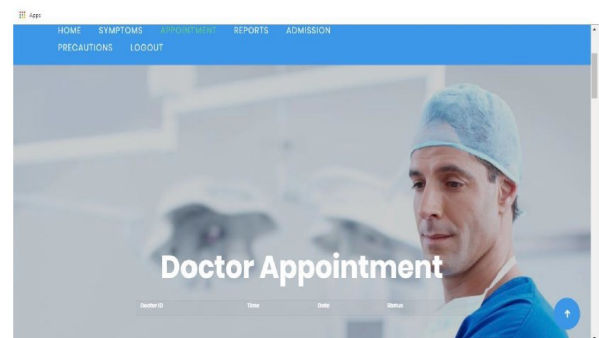 Apps
HOME SYMPTOMS APPOINTMENT REPORTS ADMISSION
PRECAUTIONS LOGOUT
Doctor Appointment
Doctor ID Time Date Status